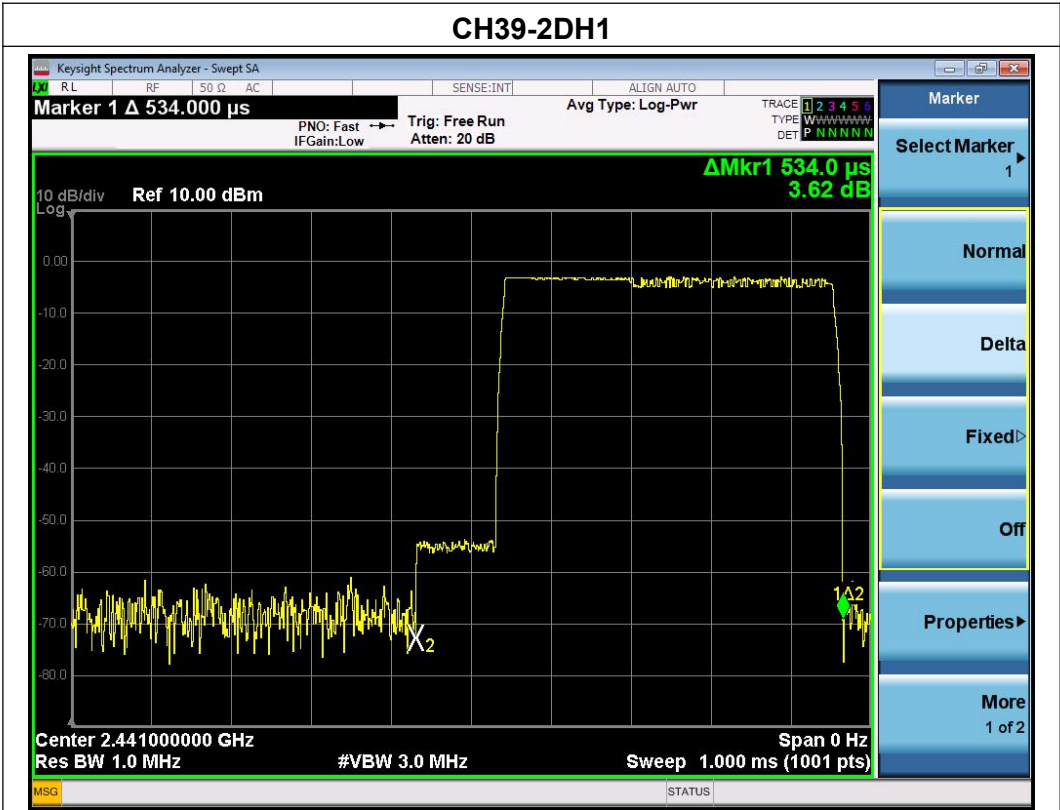 CH39-2DH1
Keysight Spectrum Analyzer - Swept SA
LXI RL RF 50 Ω AC SENSE:INT ALIGN AUTO
Marker 1 Δ 534.000 µs
PNO: Fast
IFGain:Low
Trig: Free Run
Atten: 20 dB
Avg Type: Log-Pwr
TRACE 1 2 3 4 5 6
TYPE WWWWWWW
DET P N N N N N
ΔMkr1 534.0 µs
3.62 dB
10 dB/div Ref 10.00 dBm
Log
0.00
-10.0
-20.0
-30.0
-40.0
-50.0
-60.0
-70.0
-80.0
1Δ2
X2
Center 2.441000000 GHz Span 0 Hz
Res BW 1.0 MHz #VBW 3.0 MHz Sweep 1.000 ms (1001 pts)
MSG STATUS
Marker
Select Marker
1
Normal
Delta
Fixed
Off
Properties
More
1 of 2